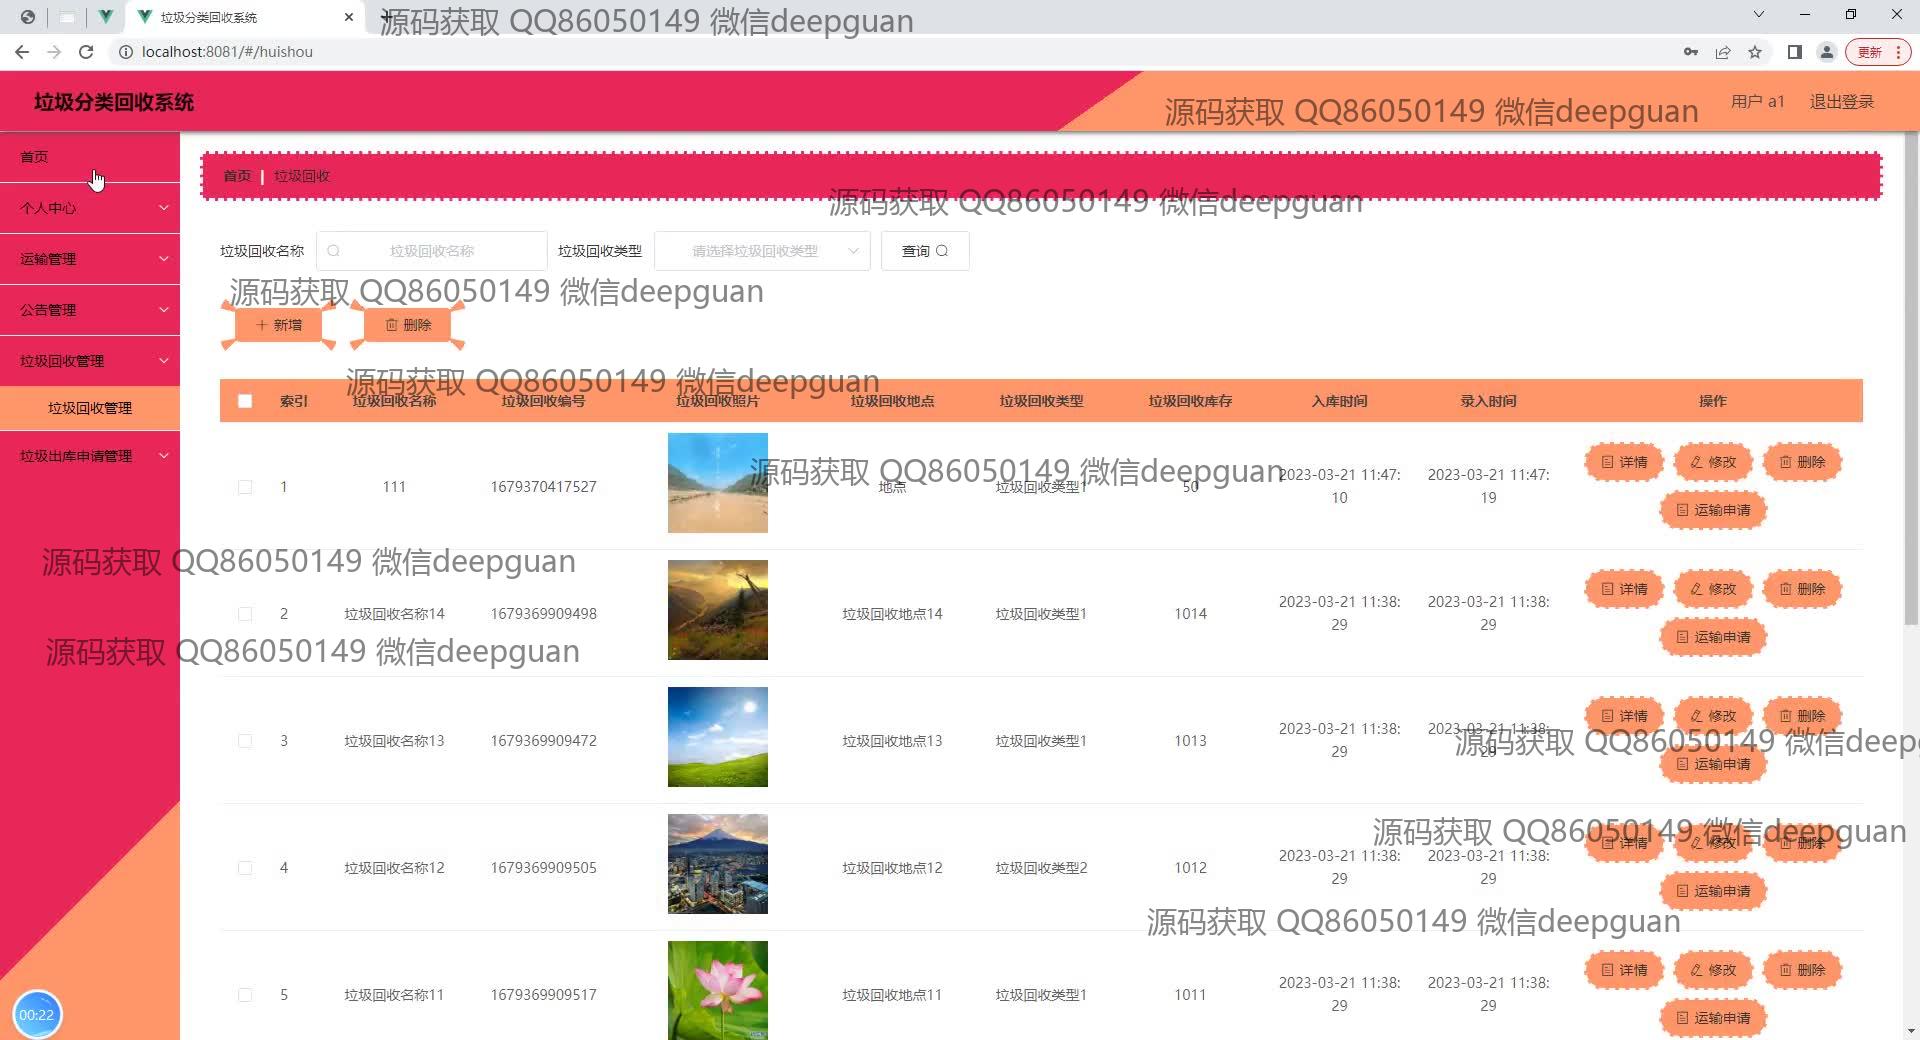 垃圾分类回收系统
源码获取 QQ86050149 微信deepguan
localhost:8081/#/huishou
更新
垃圾分类回收系统
源码获取 QQ86050149 微信deepguan
用户 a1
退出登录
首页
个人中心
运输管理
公告管理
垃圾回收管理
垃圾回收管理
垃圾出库申请管理
首页 | 垃圾回收
源码获取 QQ86050149 微信deepguan
垃圾回收名称 垃圾回收名称 垃圾回收类型 请选择垃圾回收类型 查询
源码获取 QQ86050149 微信deepguan
新增 删除
源码获取 QQ86050149 微信deepguan
索引 垃圾回收名称 垃圾回收编号 垃圾回收照片 垃圾回收地点 垃圾回收类型 垃圾回收库存 入库时间 录入时间 操作
源码获取 QQ86050149 微信deepguan
1 111 1679370417527 地点 垃圾回收类型1 50 2023-03-21 11:47:10 2023-03-21 11:47:19 详情 修改 删除
运输申请
源码获取 QQ86050149 微信deepguan
2 垃圾回收名称14 1679369909498 垃圾回收地点14 垃圾回收类型1 1014 2023-03-21 11:38:29 2023-03-21 11:38:29 详情 修改 删除
运输申请
源码获取 QQ86050149 微信deepguan
3 垃圾回收名称13 1679369909472 垃圾回收地点13 垃圾回收类型1 1013 2023-03-21 11:38:29 2023-03-21 11:38:29 详情 修改 删除
运输申请
源码获取 QQ86050149 微信deep
源码获取 QQ86050149 微信deepguan
4 垃圾回收名称12 1679369909505 垃圾回收地点12 垃圾回收类型2 1012 2023-03-21 11:38:29 2023-03-21 11:38:29 详情 修改 删除
运输申请
源码获取 QQ86050149 微信deepguan
5 垃圾回收名称11 1679369909517 垃圾回收地点11 垃圾回收类型1 1011 2023-03-21 11:38:29 2023-03-21 11:38:29 详情 修改 删除
运输申请
00:22